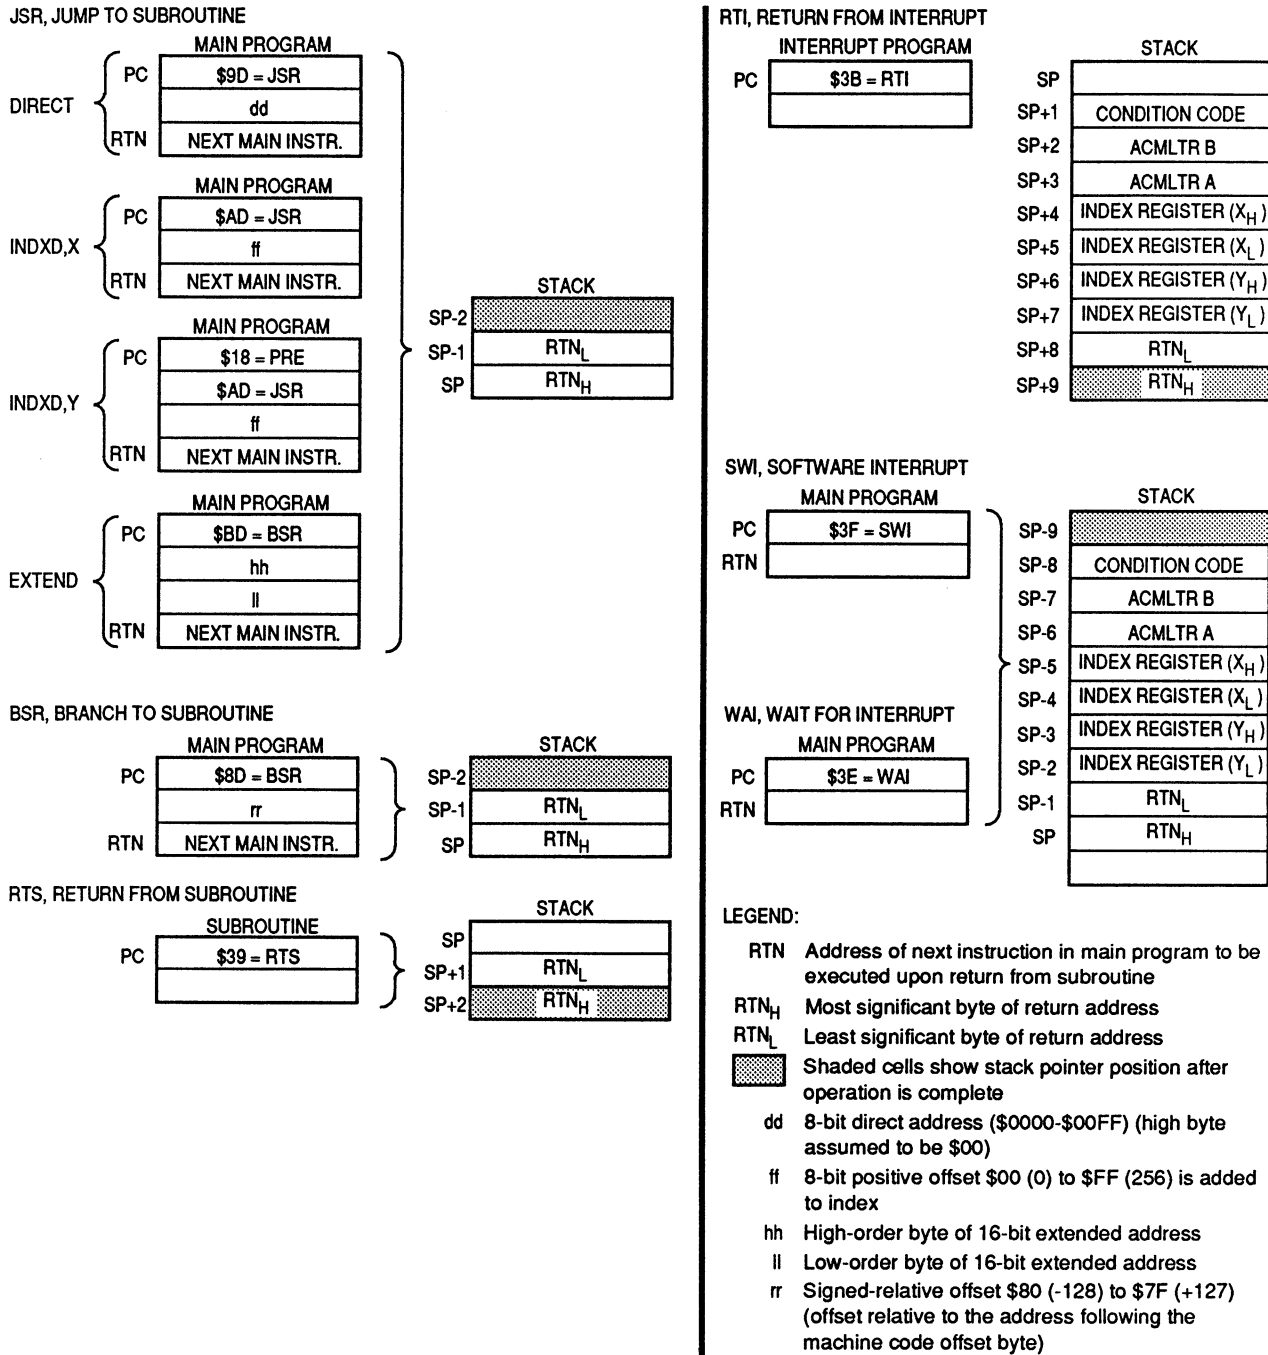 JSR, JUMP TO SUBROUTINE
MAIN PROGRAM
DIRECT
PC $9D = JSR
dd
RTN NEXT MAIN INSTR.
MAIN PROGRAM
INDXD,X
PC $AD = JSR
ff
RTN NEXT MAIN INSTR.
MAIN PROGRAM
INDXD,Y
PC $18 = PRE
$AD = JSR
ff
RTN NEXT MAIN INSTR.
MAIN PROGRAM
EXTEND
PC $BD = BSR
hh
ll
RTN NEXT MAIN INSTR.
STACK
SP-2
SP-1 RTNL
SP RTNH
BSR, BRANCH TO SUBROUTINE
MAIN PROGRAM
PC $8D = BSR
rr
RTN NEXT MAIN INSTR.
STACK
SP-2
SP-1 RTNL
SP RTNH
RTS, RETURN FROM SUBROUTINE
SUBROUTINE
PC $39 = RTS
STACK
SP
SP+1 RTNL
SP+2 RTNH
RTI, RETURN FROM INTERRUPT
INTERRUPT PROGRAM
PC $3B = RTI
STACK
SP
SP+1 CONDITION CODE
SP+2 ACMLTR B
SP+3 ACMLTR A
SP+4 INDEX REGISTER (XH)
SP+5 INDEX REGISTER (XL)
SP+6 INDEX REGISTER (YH)
SP+7 INDEX REGISTER (YL)
SP+8 RTNL
SP+9 RTNH
SWI, SOFTWARE INTERRUPT
MAIN PROGRAM
PC $3F = SWI
RTN
WAI, WAIT FOR INTERRUPT
MAIN PROGRAM
PC $3E = WAI
RTN
STACK
SP-9
SP-8 CONDITION CODE
SP-7 ACMLTR B
SP-6 ACMLTR A
SP-5 INDEX REGISTER (XH)
SP-4 INDEX REGISTER (XL)
SP-3 INDEX REGISTER (YH)
SP-2 INDEX REGISTER (YL)
SP-1 RTNL
SP RTNH
LEGEND:
RTN Address of next instruction in main program to be
executed upon return from subroutine
RTNH Most significant byte of return address
RTNL Least significant byte of return address
Shaded cells show stack pointer position after
operation is complete
dd 8-bit direct address ($0000-$00FF) (high byte
assumed to be $00)
ff 8-bit positive offset $00 (0) to $FF (256) is added
to index
hh High-order byte of 16-bit extended address
ll Low-order byte of 16-bit extended address
rr Signed-relative offset $80 (-128) to $7F (+127)
(offset relative to the address following the
machine code offset byte)